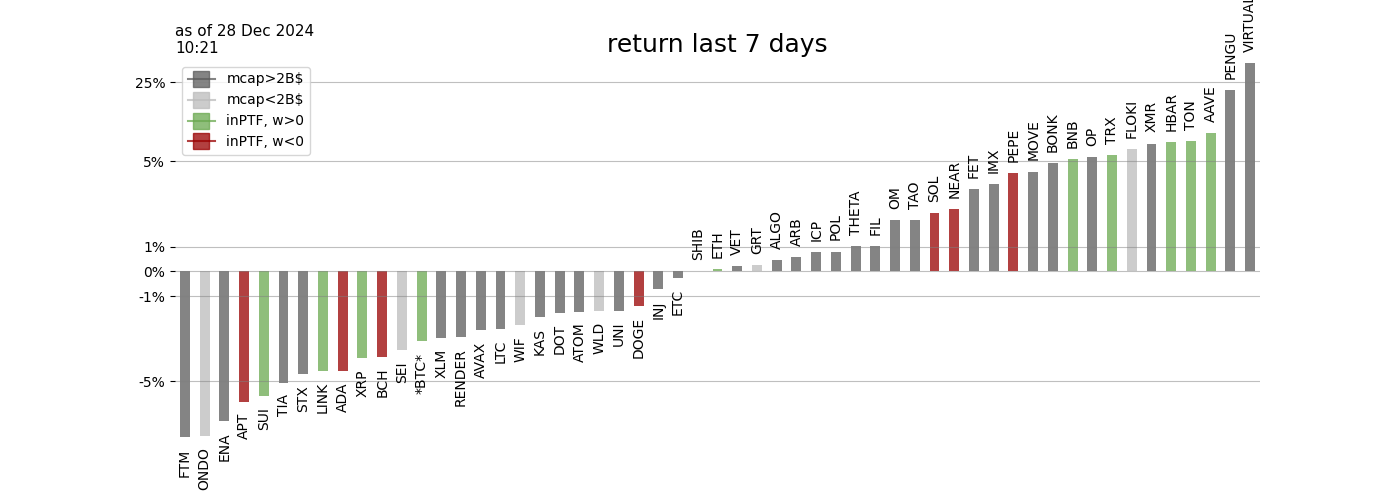 as of 28 Dec 2024
10:21
return last 7 days
mcap>2B$
mcap<2B$
inPTF, w>0
inPTF, w<0
25%
5%
1%
0%
-1%
-5%
FTM
ONDO
ENA
APT
SUI
TIA
STX
LINK
ADA
XRP
BCH
SEI
*BTC*
XLM
RENDER
AVAX
LTC
WIF
KAS
DOT
ATOM
WLD
UNI
DOGE
INJ
ETC
SHIB
ETH
VET
GRT
ALGO
ARB
ICP
POL
THETA
FIL
OM
TAO
SOL
NEAR
FET
IMX
PEPE
MOVE
BONK
BNB
OP
TRX
FLOKI
XMR
HBAR
TON
AAVE
PENGU
VIRTUAL